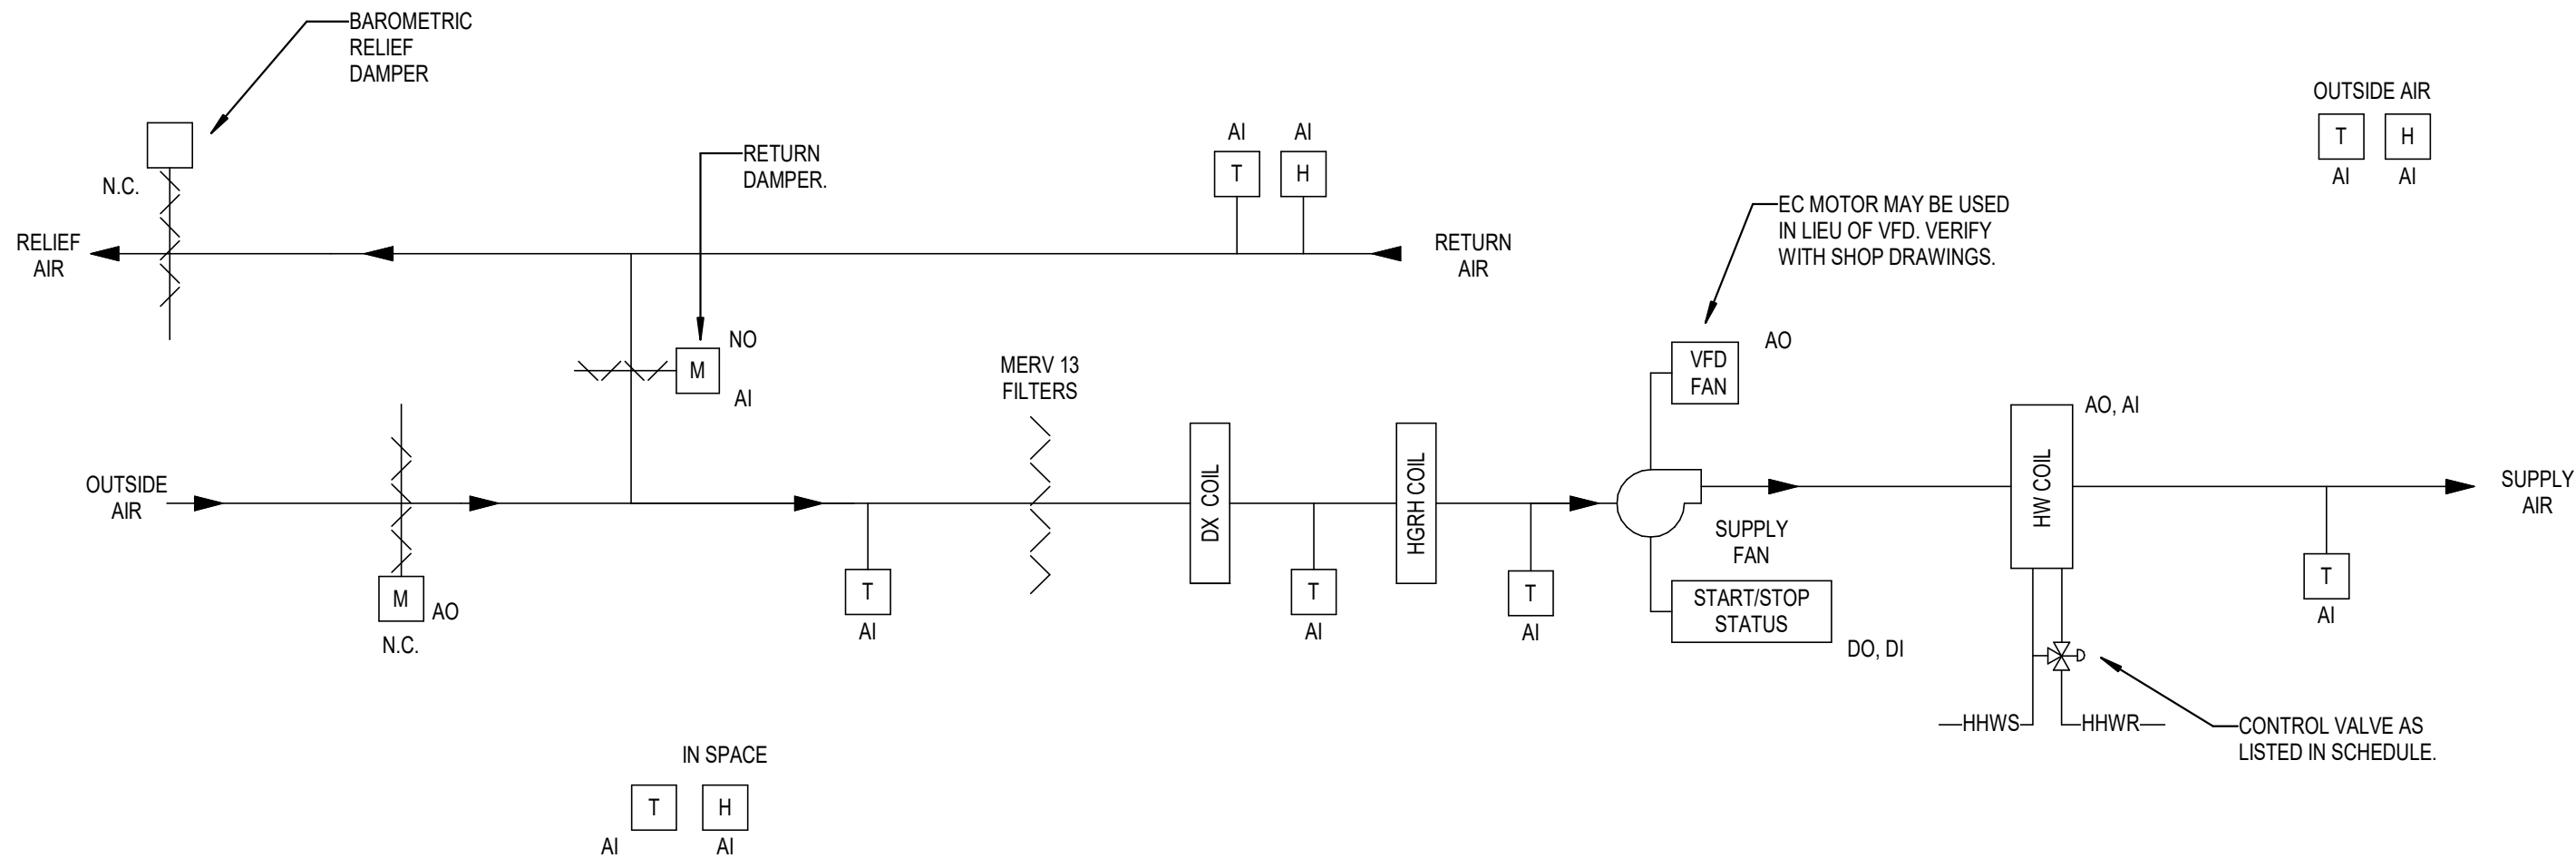 BAROMETRIC
RELIEF
DAMPER
N.C.
RELIEF
AIR
RETURN
DAMPER.
AI
AI
T
H
RETURN
AIR
OUTSIDE AIR
T
H
AI
AI
EC MOTOR MAY BE USED
IN LIEU OF VFD. VERIFY
WITH SHOP DRAWINGS.
NO
M
AI
MERV 13
FILTERS
VFD
FAN
AO
OUTSIDE
AIR
M
AO
N.C.
T
AI
DX COIL
T
AI
HGRH COIL
T
AI
SUPPLY
FAN
START/STOP
STATUS
DO, DI
HW COIL
AO, AI
SUPPLY
AIR
T
AI
HHWS
HHWR
CONTROL VALVE AS
LISTED IN SCHEDULE.
IN SPACE
T
H
AI
AI